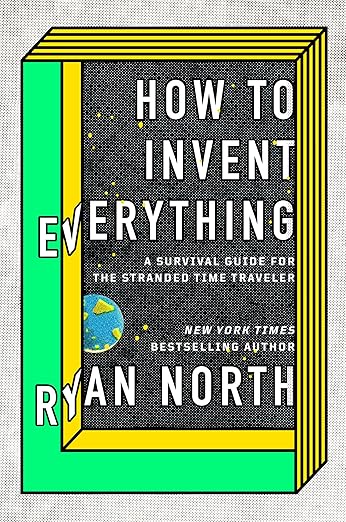 HOW TO
INVENT
EVERYTHING
A SURVIVAL GUIDE FOR
THE STRANDED TIME TRAVELER
NEW YORK TIMES
BESTSELLING AUTHOR
RYAN NORTH